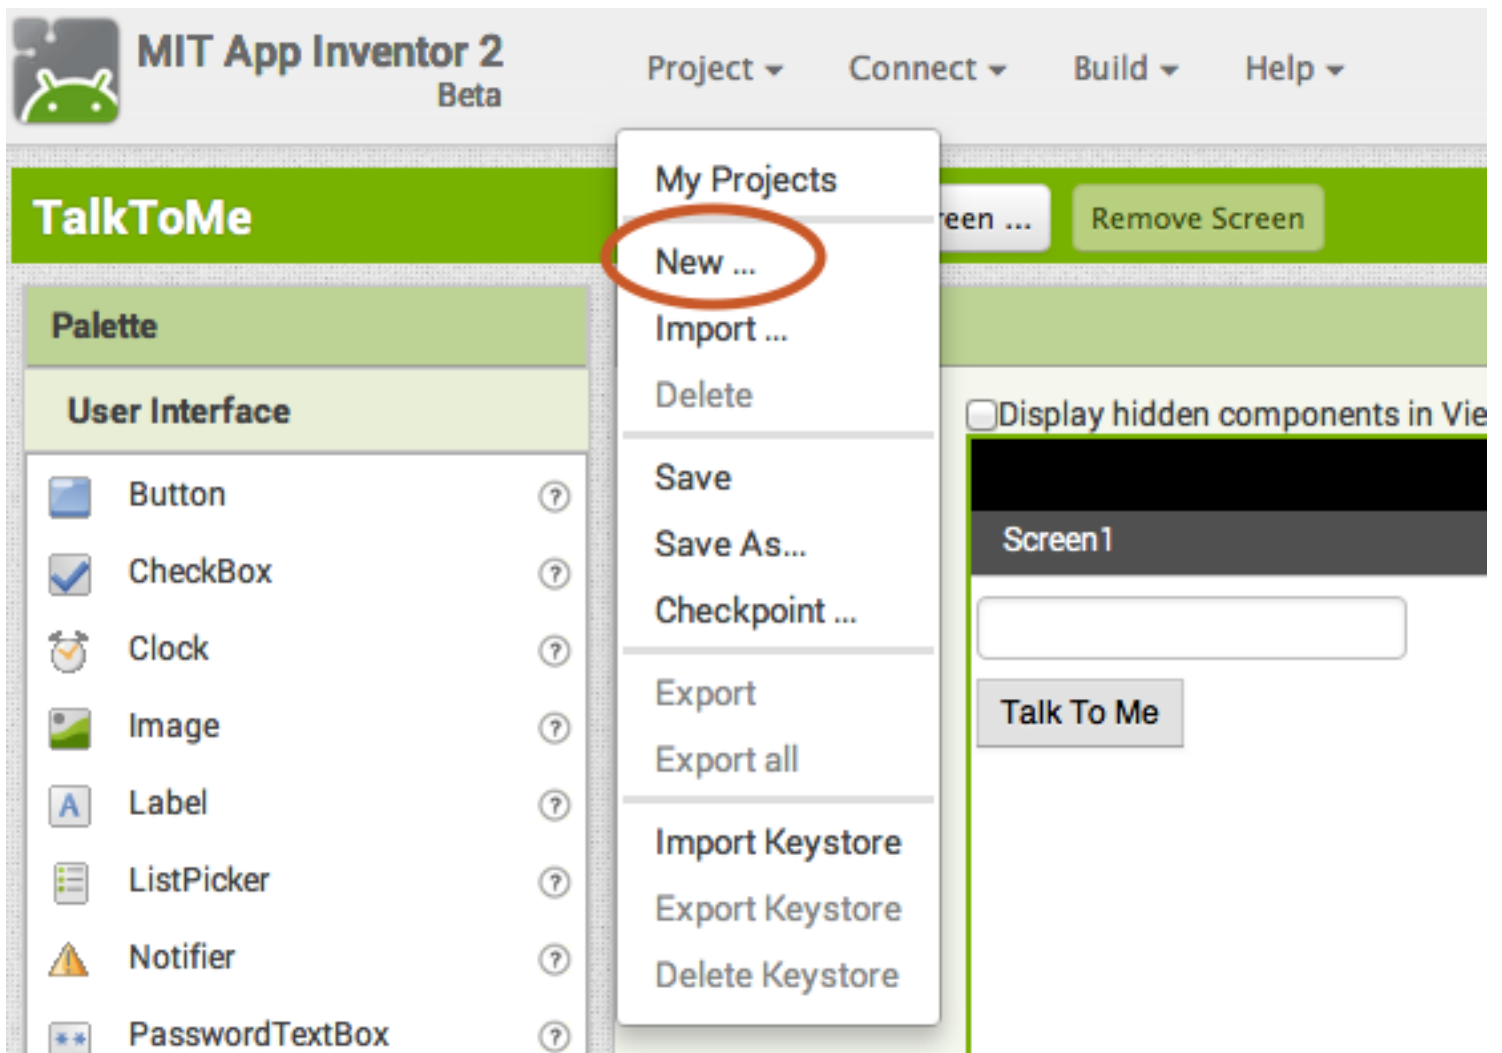 MIT App Inventor 2
Beta
Project
Connect
Build
Help
TalkToMe
My Projects
New ...
Import ...
Delete
Save
Save As...
Checkpoint ...
Export
Export all
Import Keystore
Export Keystore
Delete Keystore
reen ...
Remove Screen
Palette
User Interface
Button ?
CheckBox ?
Clock ?
Image ?
A Label ?
ListPicker ?
Notifier ?
PasswordTextBox ?
Display hidden components in Vie
Screen1
Talk To Me